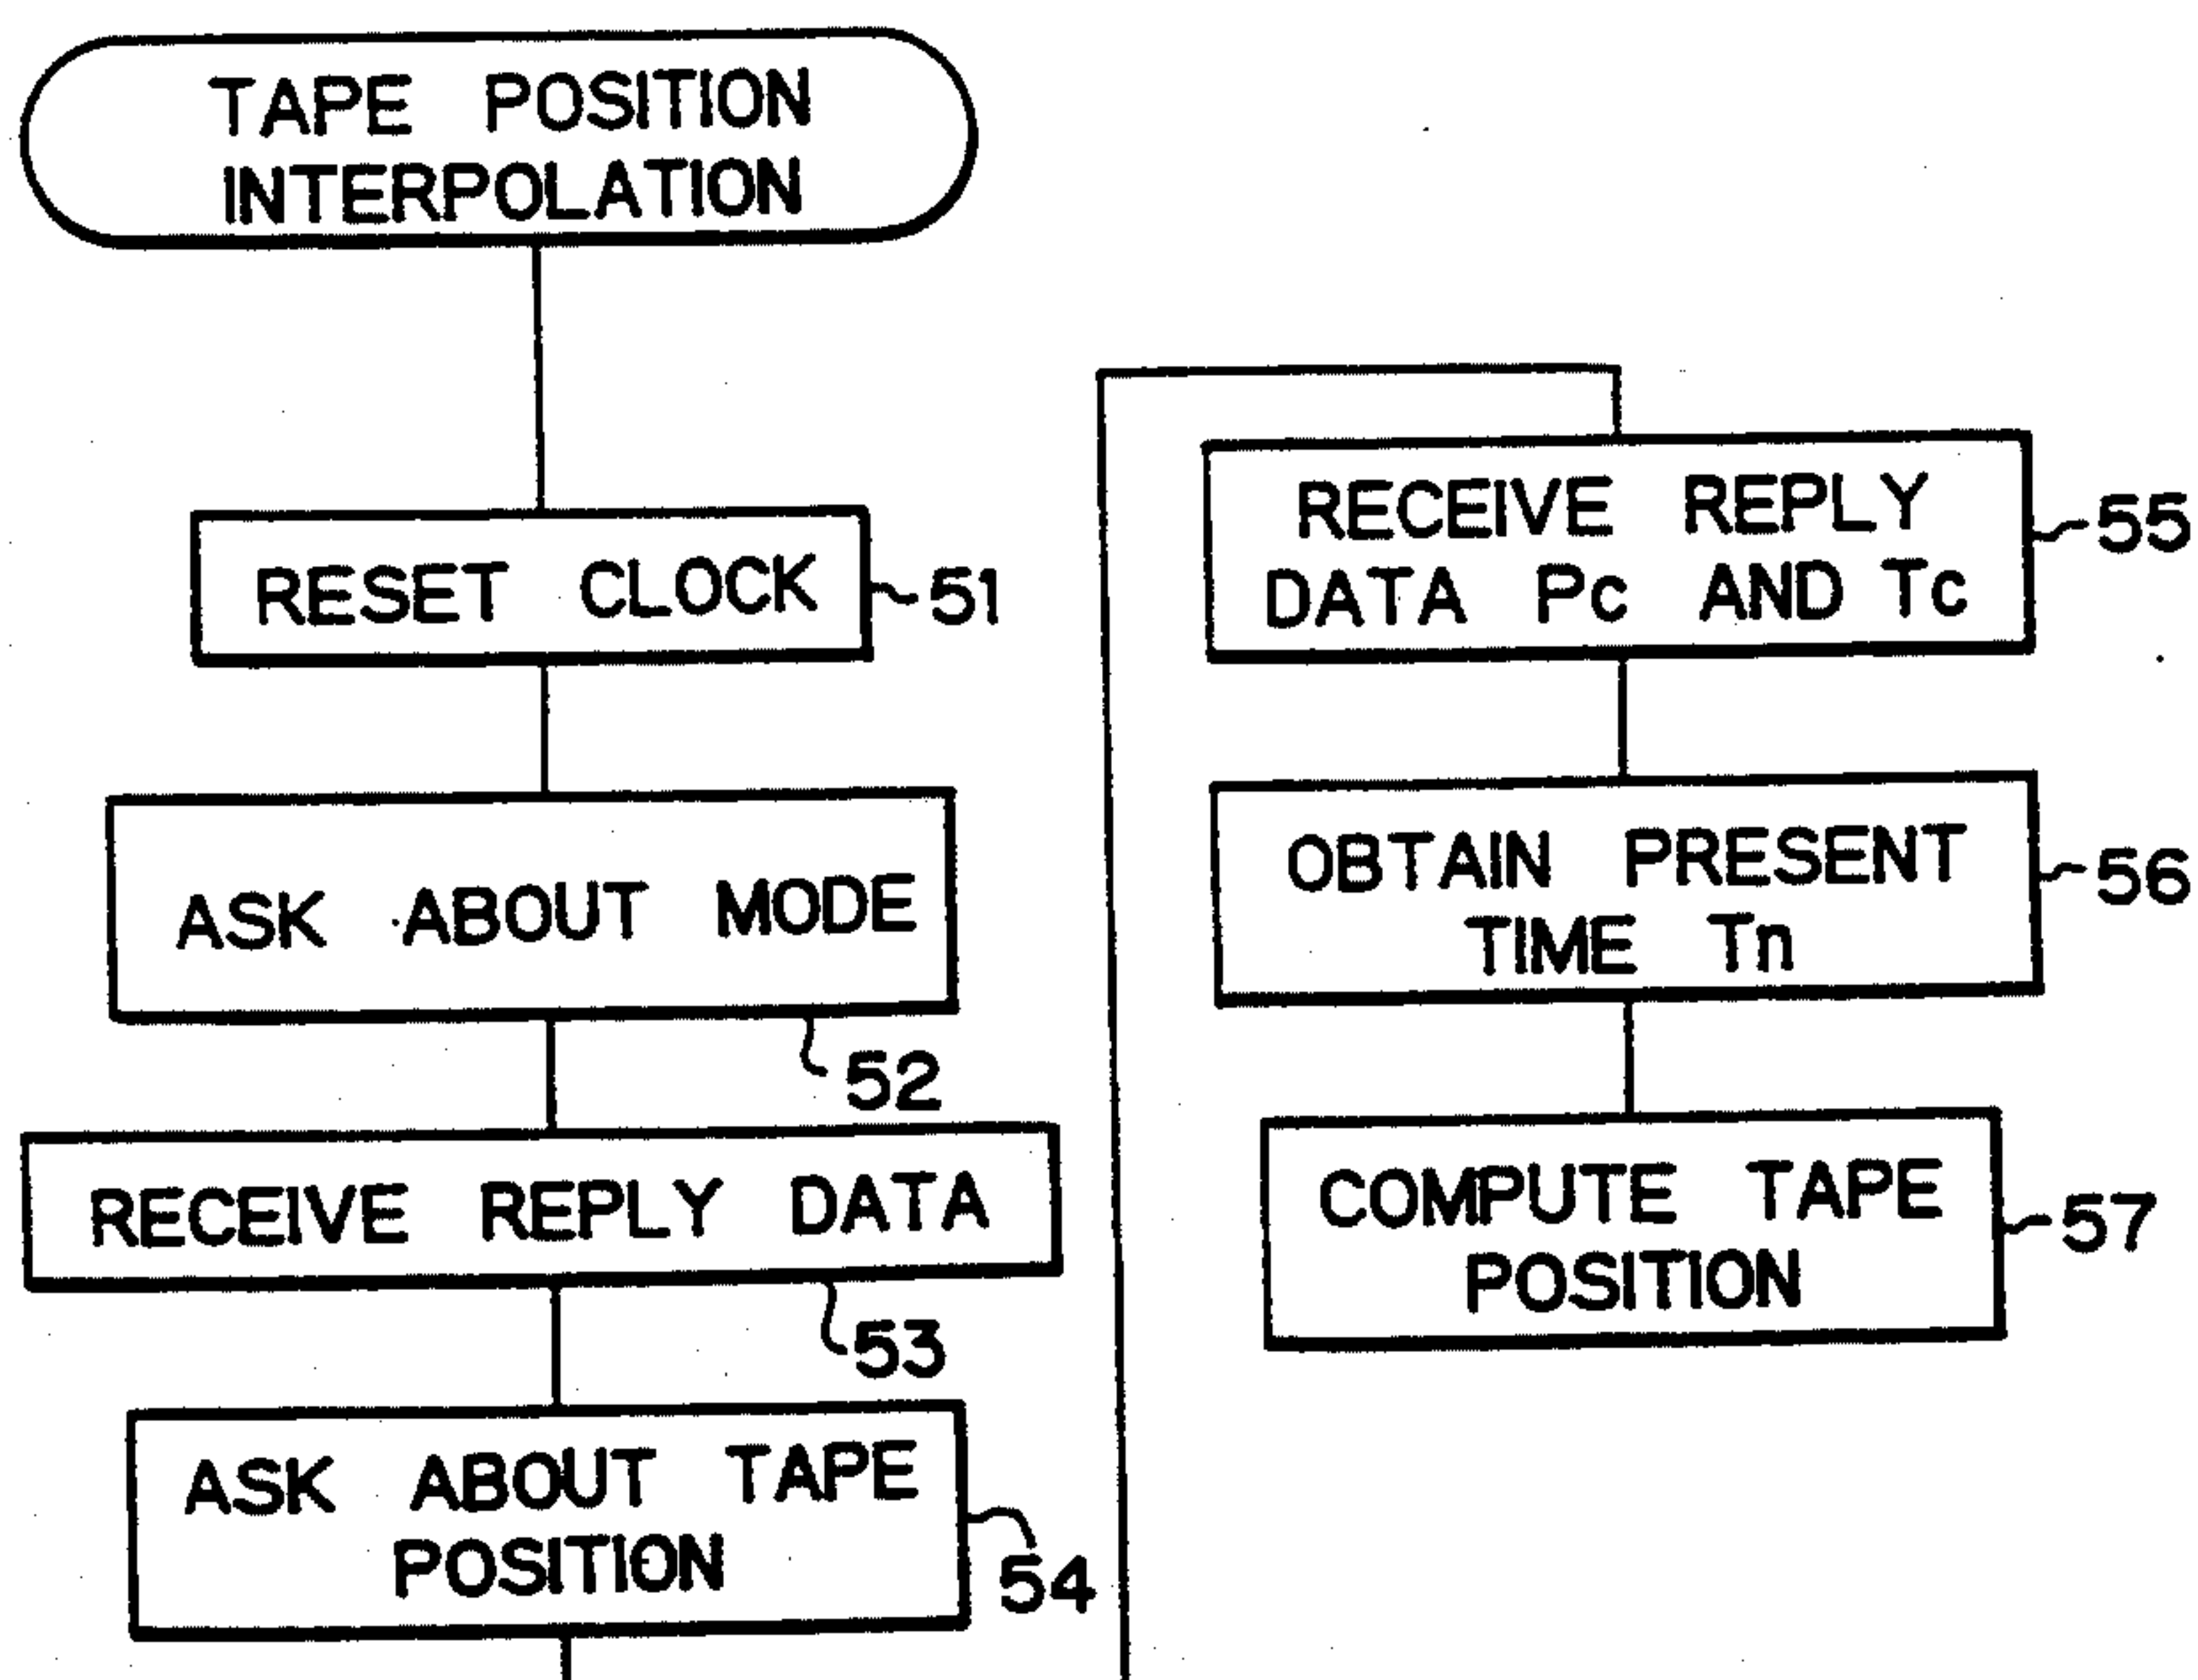 TAPE POSITION
INTERPOLATION
RESET CLOCK
51
ASK ABOUT MODE
52
RECEIVE REPLY DATA
53
ASK ABOUT TAPE
POSITION
54
RECEIVE REPLY
DATA Pc AND Tc
55
OBTAIN PRESENT
TIME Tn
56
COMPUTE TAPE
POSITION
57